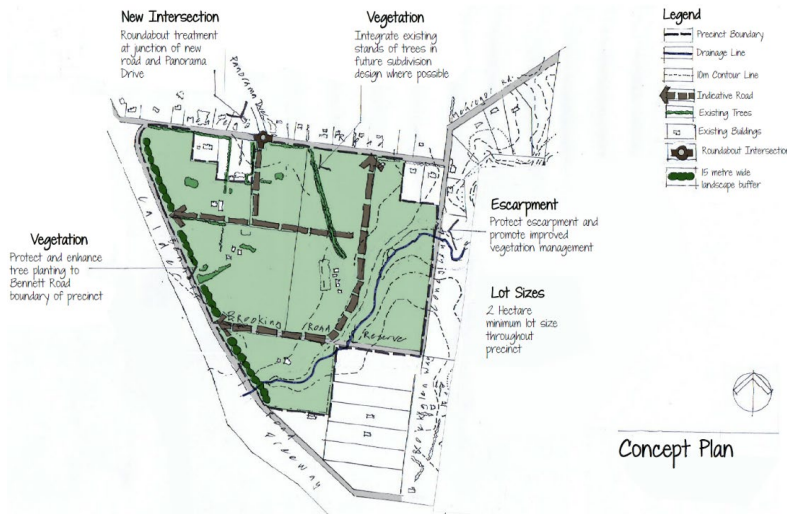 New Intersection
Roundabout treatment
at junction of new
road and Panorama
Drive
Vegetation
Integrate existing
stands of trees in
future subdivision
design where possible
Legend
Precinct Boundary
Drainage Line
10m Contour Line
Indicative Road
Existing Trees
Existing Buildings
Roundabout Intersection
15 metre wide
landscape buffer
Panorama
Escarpment
Protect escarpment and
promote improved
vegetation management
Vegetation
Protect and enhance
tree planting to
Bennett Road
boundary of precinct
Lot Sizes
2 Hectare
minimum lot size
throughout
precinct
Calder
Road
Reserve
Road
Freeway
Concept Plan